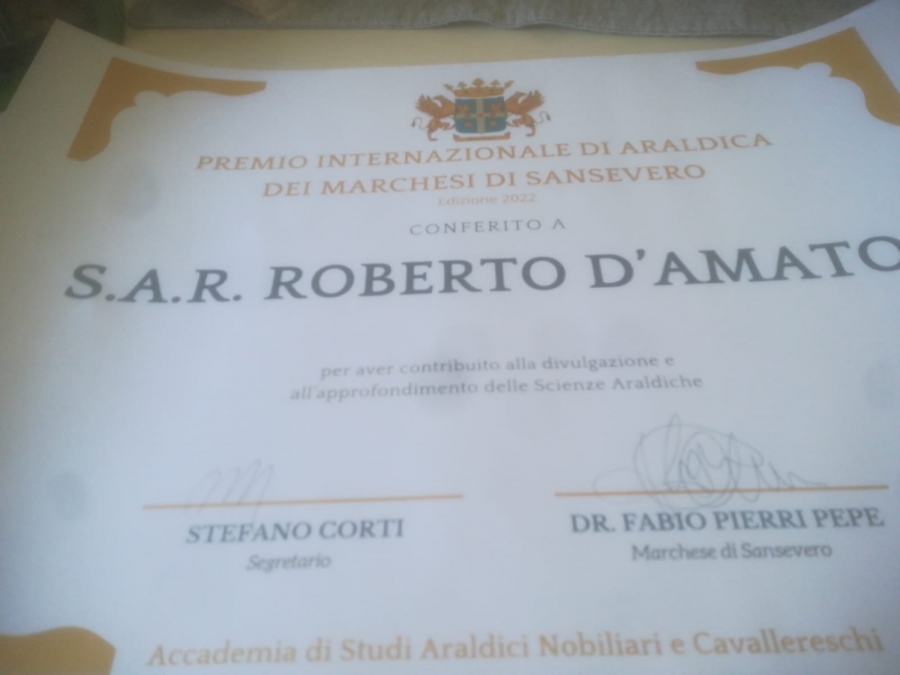 PREMIO INTERNAZIONALE DI ARALDICA
DEI MARCHESI DI SANSEVERO
Edizione 2022
CONFERITO A
S.A.R. ROBERTO D'AMATO
per aver contribuito alla divulgazione e
all'approfondimento delle Scienze Araldiche
STEFANO CORTI
Segretario
DR. FABIO PIERRI PEPE
Marchese di Sansevero
Accademia di Studi Araldici Nobiliari e Cavallereschi